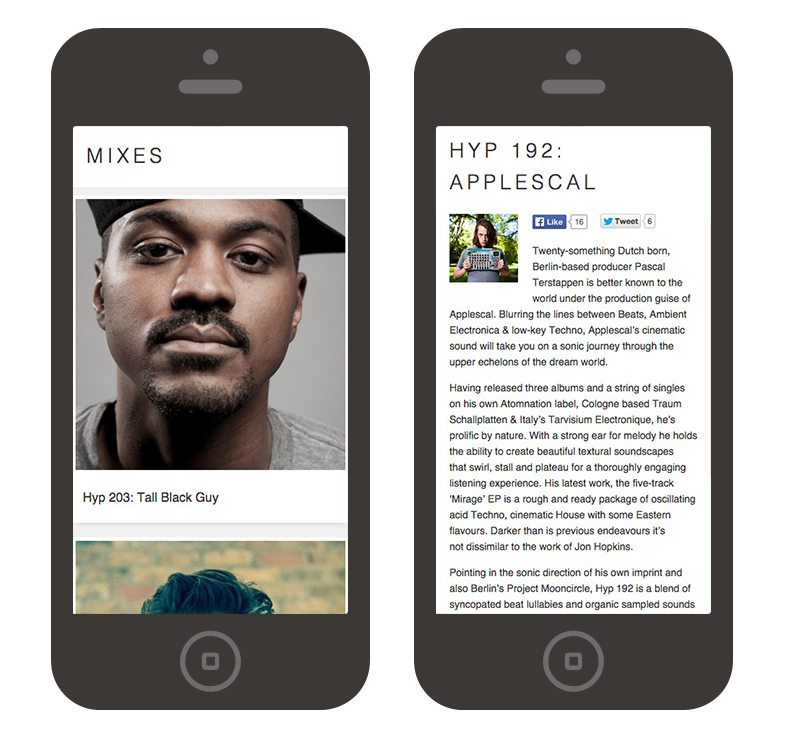 MIXES
Hyp 203: Tall Black Guy
HYP 192:
APPLESCAL
Like 16 Tweet 6
Twenty-something Dutch born,
Berlin-based producer Pascal
Terstappen is better known to the
world under the production guise of
Applescal. Blurring the lines between Beats, Ambient
Electronica & low-key Techno, Applescal's cinematic
sound will take you on a sonic journey through the
upper echelons of the dream world.
Having released three albums and a string of singles
on his own Atomnation label, Cologne based Traum
Schallplatten & Italy's Tarvisium Electronique, he's
prolific by nature. With a strong ear for melody he holds
the ability to create beautiful textural soundscapes
that swirl, stall and plateau for a thoroughly engaging
listening experience. His latest work, the five-track
‘Mirage’ EP is a rough and ready package of oscillating
acid Techno, cinematic House with some Eastern
flavours. Darker than is previous endeavours it's
not dissimilar to the work of Jon Hopkins.
Pointing in the sonic direction of his own imprint and
also Berlin's Project Mooncircle, Hyp 192 is a blend of
syncopated beat lullabies and organic sampled sounds